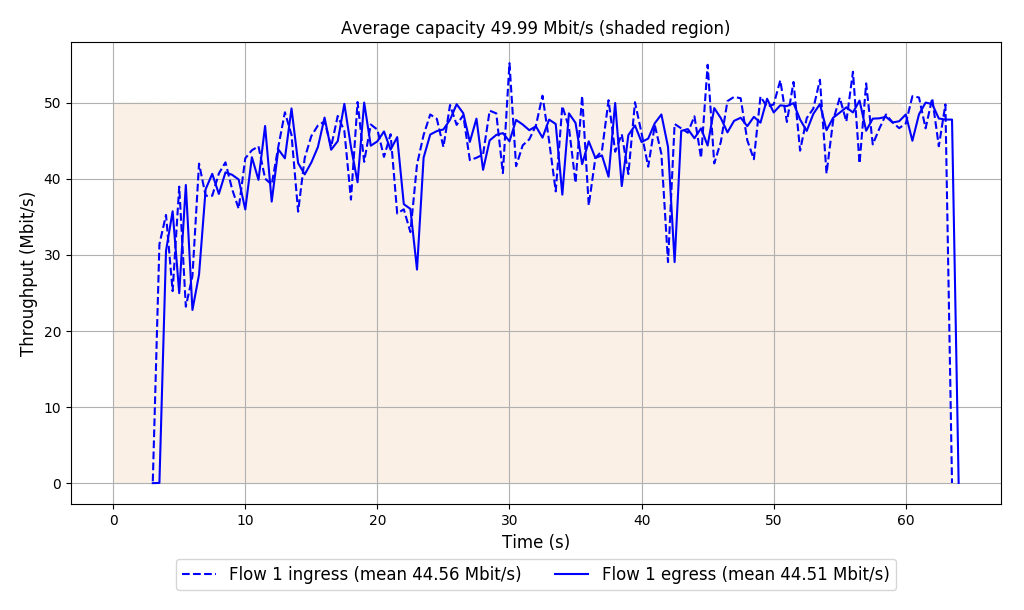 Average capacity 49.99 Mbit/s (shaded region)
Throughput (Mbit/s)
50
40
30
20
10
0
0 10 20 30 40 50 60
Time (s)
Flow 1 ingress (mean 44.56 Mbit/s) Flow 1 egress (mean 44.51 Mbit/s)